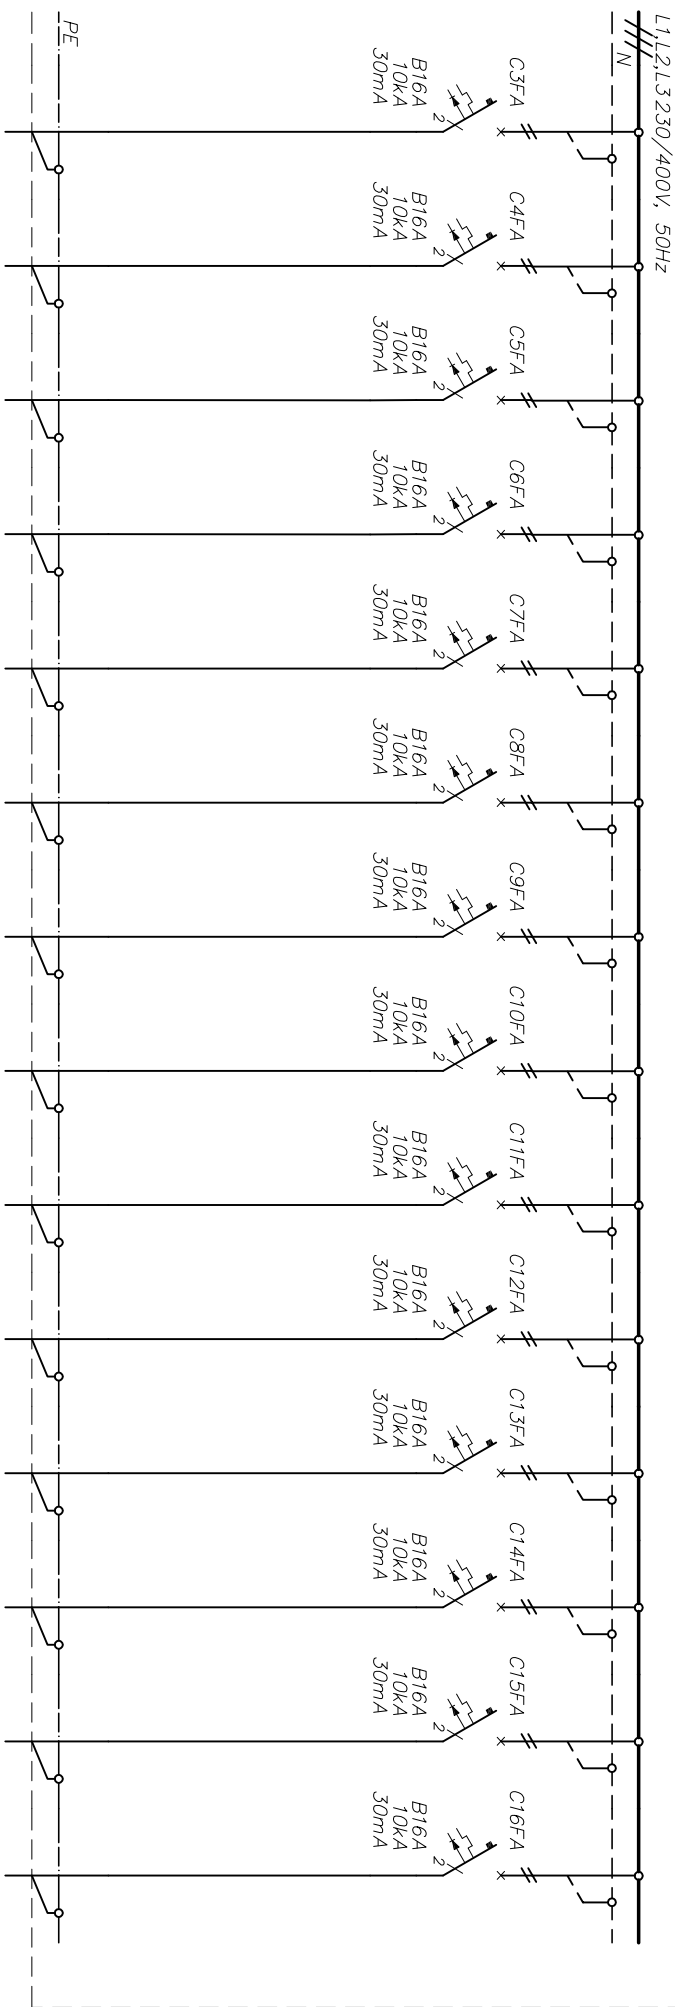 L1,L2,L3 230/400V, 50Hz
N
C3FA
2
B16A
10kA
30mA
C4FA
2
B16A
10kA
30mA
C5FA
2
B16A
10kA
30mA
C6FA
2
B16A
10kA
30mA
C7FA
2
B16A
10kA
30mA
C8FA
2
B16A
10kA
30mA
C9FA
2
B16A
10kA
30mA
C10FA
2
B16A
10kA
30mA
C11FA
2
B16A
10kA
30mA
C12FA
2
B16A
10kA
30mA
C13FA
2
B16A
10kA
30mA
C14FA
2
B16A
10kA
30mA
C15FA
2
B16A
10kA
30mA
C16FA
2
B16A
10kA
30mA
PE